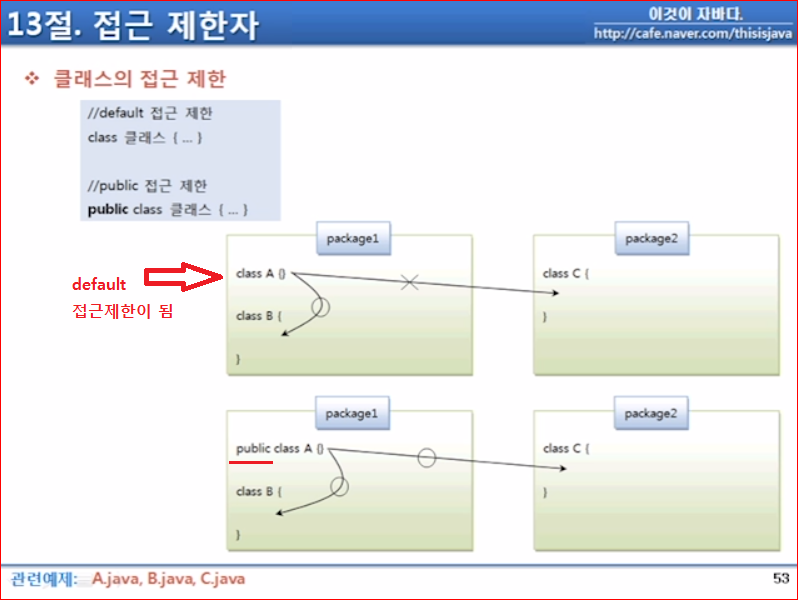 13절. 접근 제한자
이것이 자바다.
http://cafe.naver.com/thisisjava
❖ 클래스의 접근 제한
//default 접근 제한
class 클래스 { ... }
//public 접근 제한
public class 클래스 { ... }
default
접근제한이 됨
package1
class A {}
class B {
}
package2
class C {
}
package1
public class A {}
class B {
}
package2
class C {
}
관련예제: A.java, B.java, C.java
53